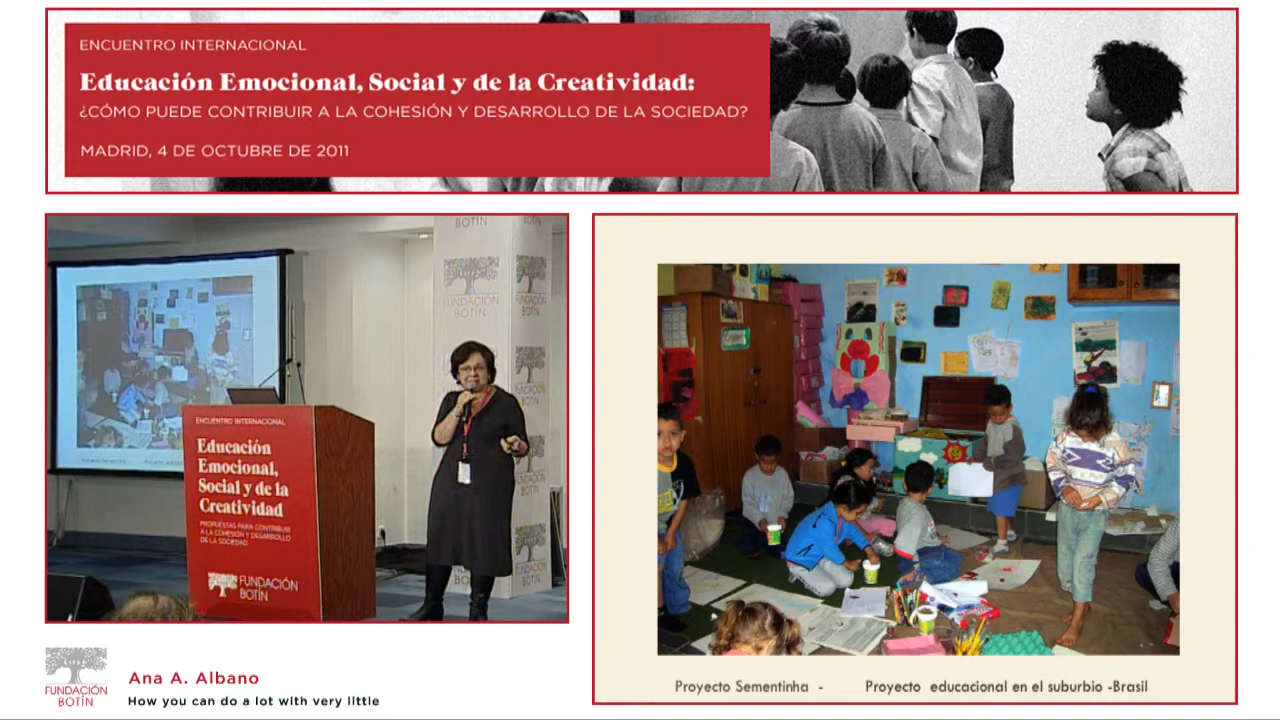 ENCUENTRO INTERNACIONAL
Educación Emocional, Social y de la Creatividad:
¿CÓMO PUEDE CONTRIBUIR A LA COHESIÓN Y DESARROLLO DE LA SOCIEDAD?
MADRID, 4 DE OCTUBRE DE 2011
BOTÍN
FUNDACIÓN
BOTÍN
ENCUENTRO INTERNACIONAL
Educación
Emocional,
Social y de la
Creatividad
PROPUESTAS PARA CONTRIBUIR
A LA COHESIÓN Y DESARROLLO
DE LA SOCIEDAD
FUNDACIÓN
BOTÍN
Proyecto Sementinha - Proyecto educacional en el suburbio -Brasil
FUNDACIÓN
BOTÍN
Ana A. Albano
How you can do a lot with very little